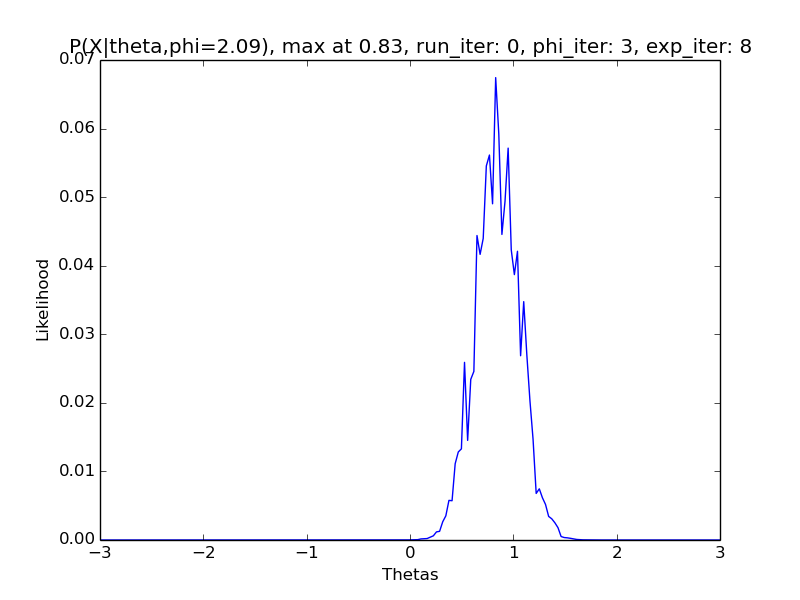 P(X|theta,phi=2.09), max at 0.83, run_iter: 0, phi_iter: 3, exp_iter: 8
0.07
0.06
0.05
0.04
0.03
0.02
0.01
0.00
Likelihood
−3 −2 −1 0 1 2 3
Thetas